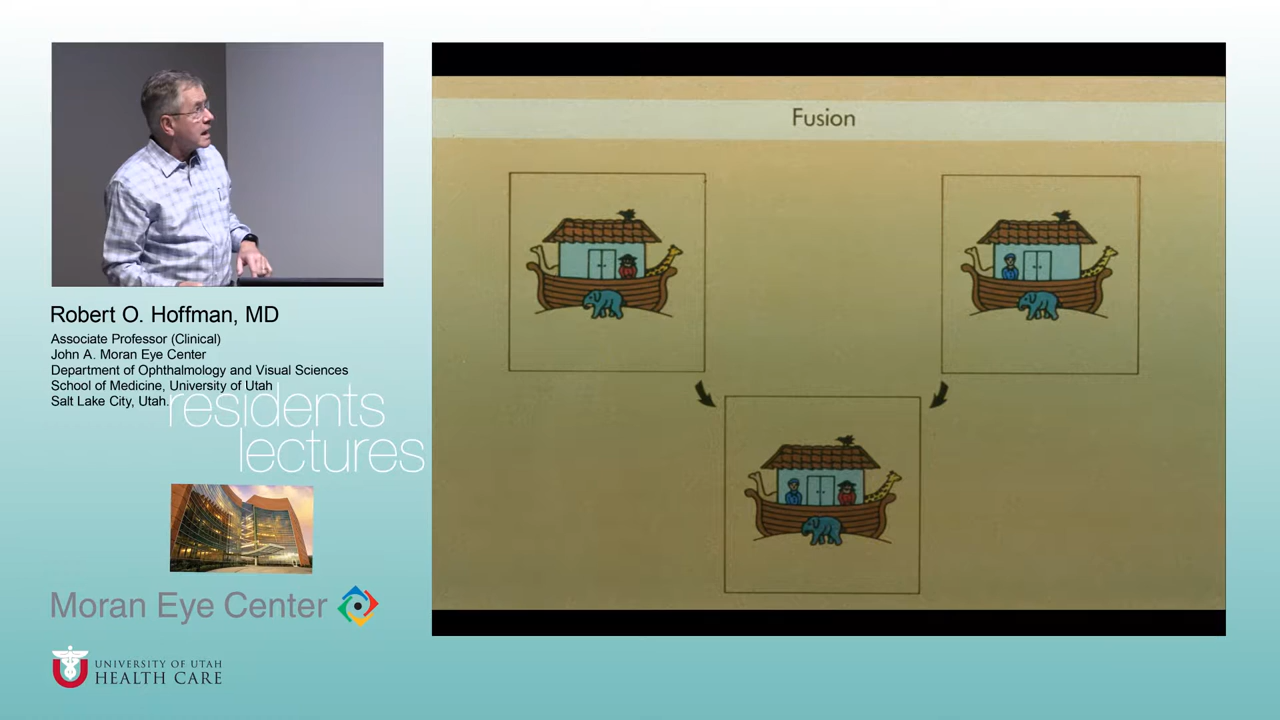 Fusion
Robert O. Hoffman, MD
Associate Professor (Clinical)
John A. Moran Eye Center
Department of Ophthalmology and Visual Sciences
School of Medicine, University of Utah
Salt Lake City, Utah.
residents
lectures
Moran Eye Center
UNIVERSITY OF UTAH
HEALTH CARE